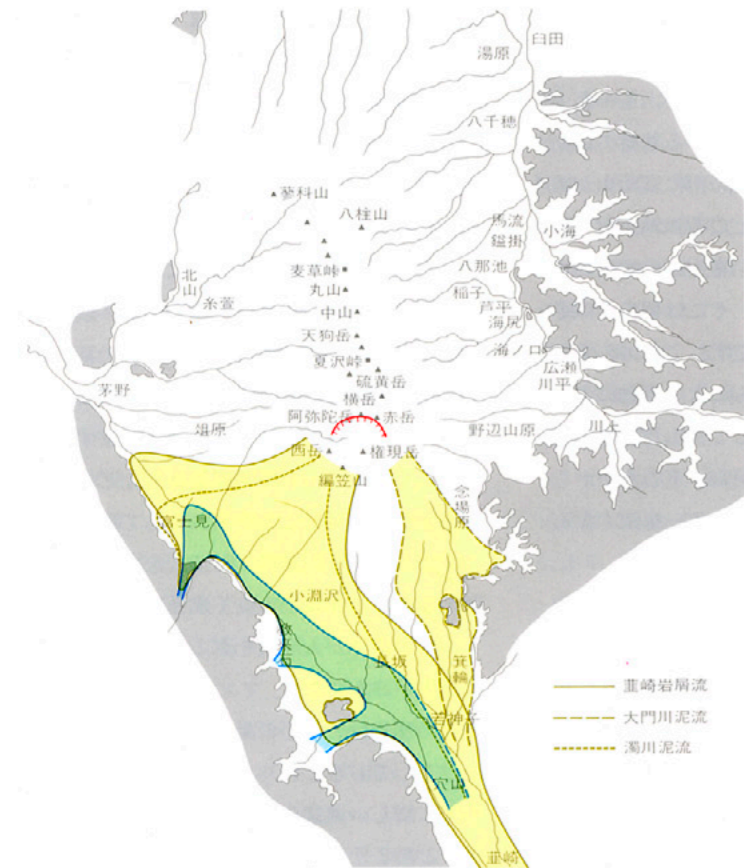 臼田
湯原
八千穂
蓼科山
八柱山
馬流
小海
鎰掛
北山
麦草峠
八那池
糸萱
丸山
稲子
芦平
中山
海尻
天狗岳
海ノ口
夏沢峠
広瀬
硫黄岳
川平
茅野
横岳
阿弥陀岳
赤岳
俎原
野辺山原
川上
西岳
権現岳
編笠山
念場原
富士見
小淵沢
長坂
箕輪
韮崎岩屑流
若神子
大門川泥流
濁川泥流
穴山
韮崎